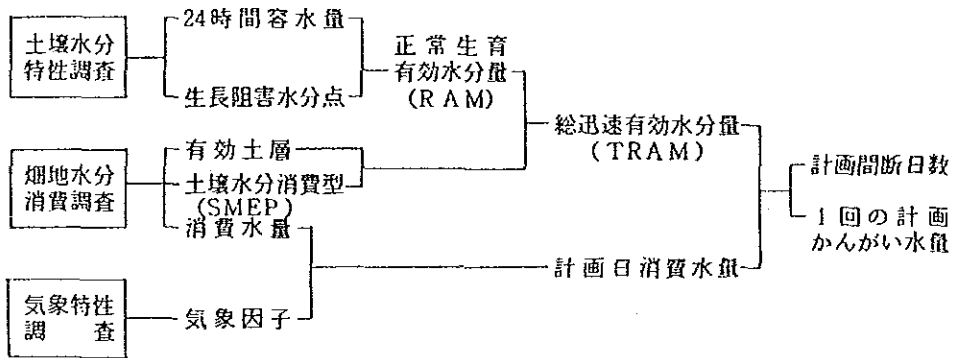 土壌水分
特性調査
24時間容水量
生長阻害水分点
正常生育
有効水分量
(RAM)
畑地水分
消費調査
有効土層
土壌水分消費型
(SMEP)
消費水量
総迅速有効水分量
(TRAM)
気象特性
調査
気象因子
計画日消費水量
計画間断日数
1回の計画
かんがい水量